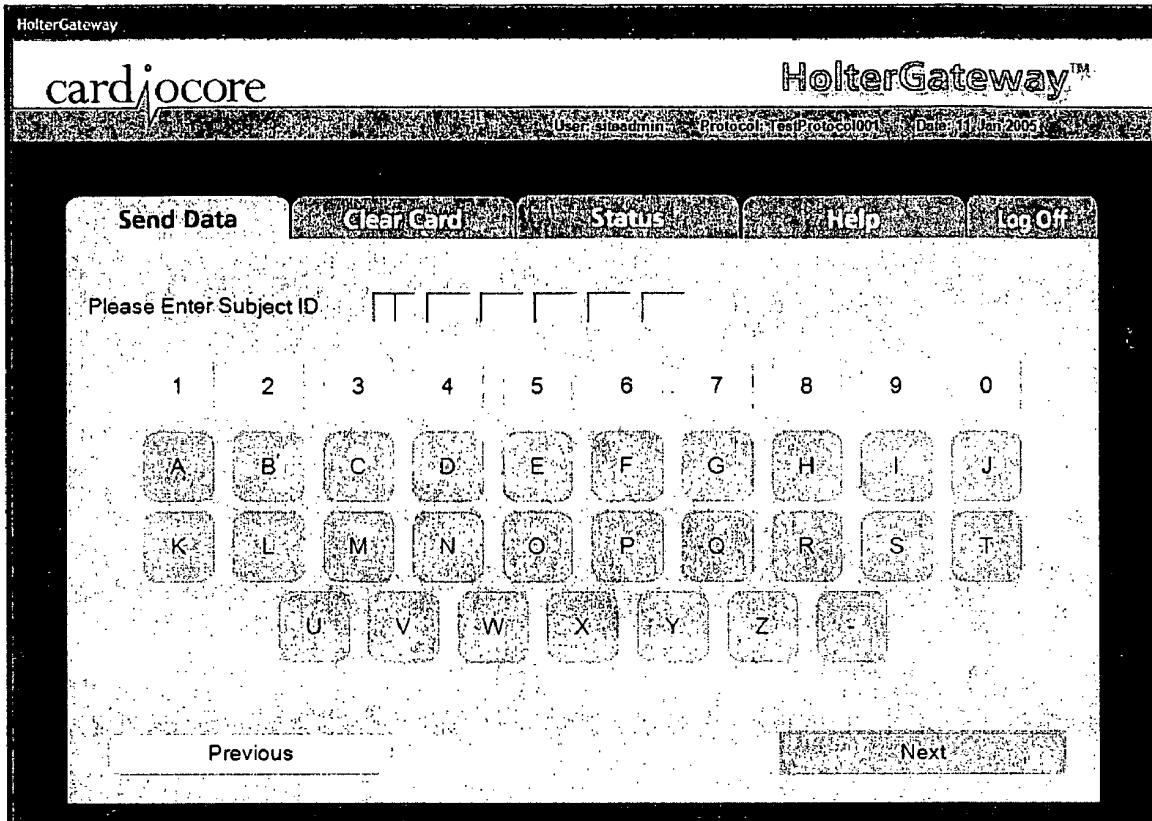 HolterGateway
cardiocore HolterGateway™
User: siteadmin Protocol: TestProtocol001 Date: 11 Jan 2005
Send Data Clear Card Status Help Log Off
Please Enter Subject ID
1 2 3 4 5 6 7 8 9 0
A B C D E F G H I J
K L M N O P Q R S T
U V W X Y Z -
Previous Next